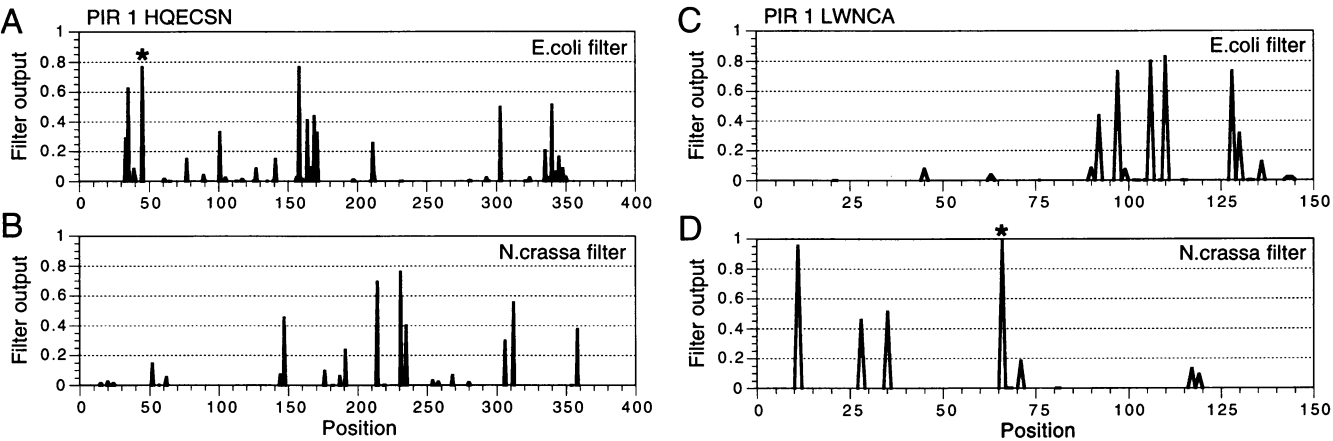 A
PIR 1 HQECSN
E.coli filter
*
Filter output
1
0.8
0.6
0.4
0.2
0
0 50 100 150 200 250 300 350 400
B
N.crassa filter
Filter output
1
0.8
0.6
0.4
0.2
0
0 50 100 150 200 250 300 350 400
Position
C
PIR 1 LWNCA
E.coli filter
Filter output
1
0.8
0.6
0.4
0.2
0
0 25 50 75 100 125 150
D
*
N.crassa filter
Filter output
1
0.8
0.6
0.4
0.2
0
0 25 50 75 100 125 150
Position